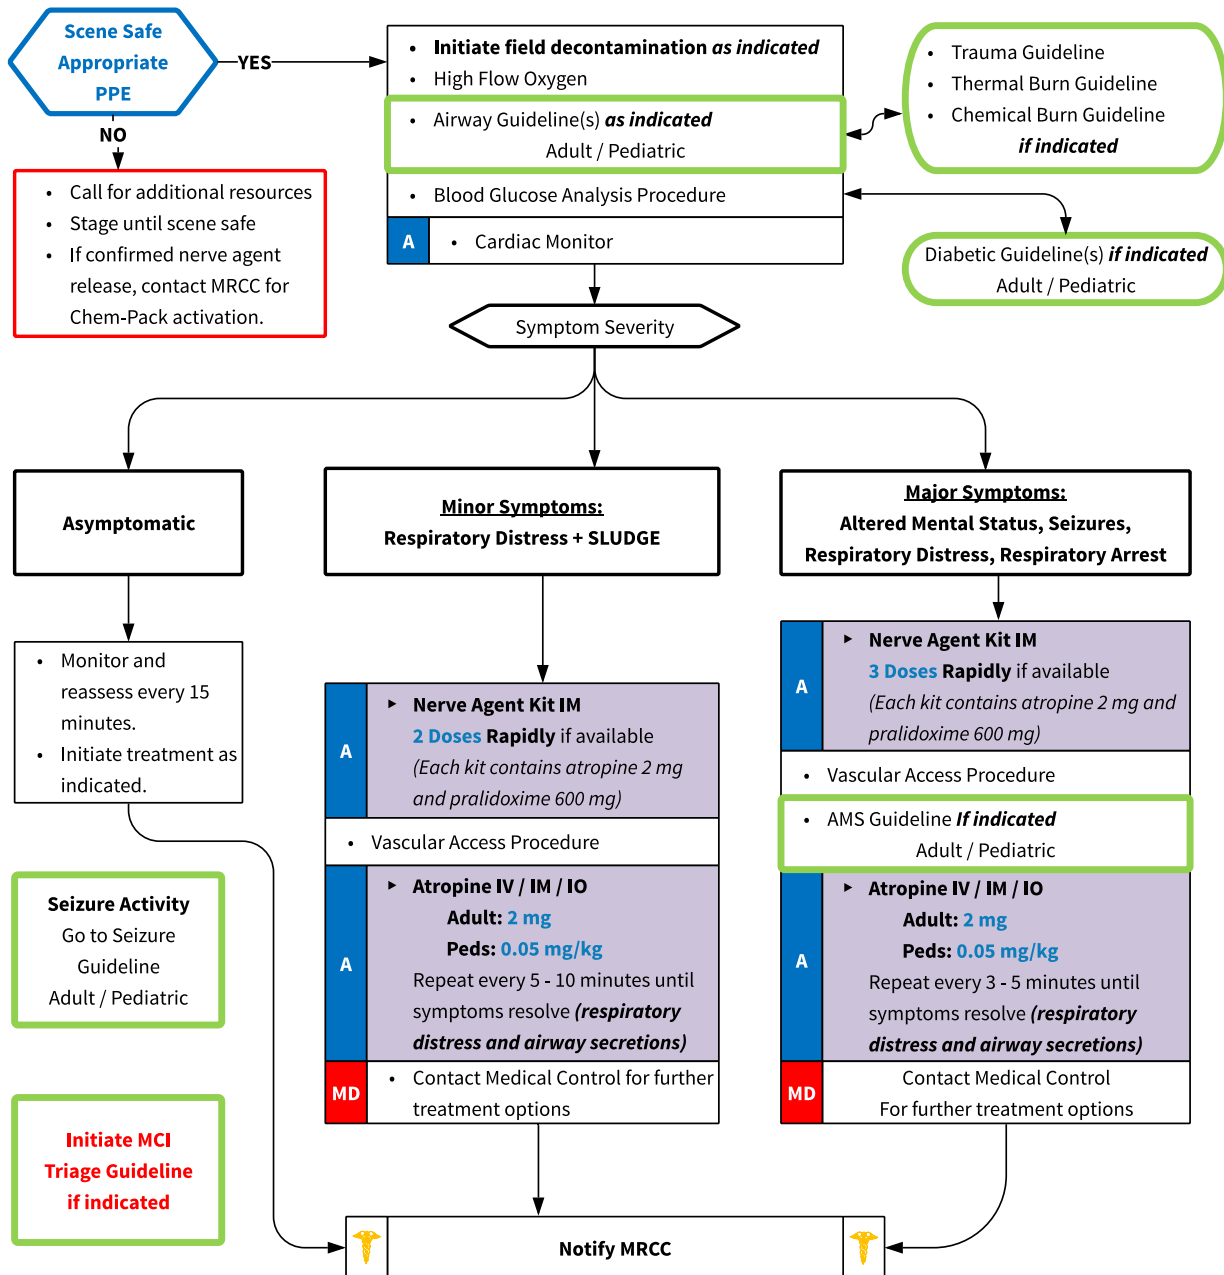 Scene Safe
Appropriate
PPE
YES
NO
• Initiate field decontamination as indicated
• High Flow Oxygen
• Airway Guideline(s) as indicated
Adult / Pediatric
• Blood Glucose Analysis Procedure
A
• Cardiac Monitor
• Trauma Guideline
• Thermal Burn Guideline
• Chemical Burn Guideline
if indicated
Diabetic Guideline(s) if indicated
Adult / Pediatric
• Call for additional resources
• Stage until scene safe
• If confirmed nerve agent
release, contact MRCC for
Chem-Pack activation.
Symptom Severity
Asymptomatic
• Monitor and
reassess every 15
minutes.
• Initiate treatment as
indicated.
Seizure Activity
Go to Seizure
Guideline
Adult / Pediatric
Initiate MCI
Triage Guideline
if indicated
Minor Symptoms:
Respiratory Distress + SLUDGE
A
▸ Nerve Agent Kit IM
2 Doses Rapidly if available
(Each kit contains atropine 2 mg
and pralidoxime 600 mg)
• Vascular Access Procedure
A
▸ Atropine IV / IM / IO
Adult: 2 mg
Peds: 0.05 mg/kg
Repeat every 5 - 10 minutes until
symptoms resolve (respiratory
distress and airway secretions)
MD
• Contact Medical Control for further
treatment options
Major Symptoms:
Altered Mental Status, Seizures,
Respiratory Distress, Respiratory Arrest
A
▸ Nerve Agent Kit IM
3 Doses Rapidly if available
(Each kit contains atropine 2 mg and
pralidoxime 600 mg)
• Vascular Access Procedure
• AMS Guideline If indicated
Adult / Pediatric
A
▸ Atropine IV / IM / IO
Adult: 2 mg
Peds: 0.05 mg/kg
Repeat every 3 - 5 minutes until
symptoms resolve (respiratory
distress and airway secretions)
MD
Contact Medical Control
For further treatment options
Notify MRCC